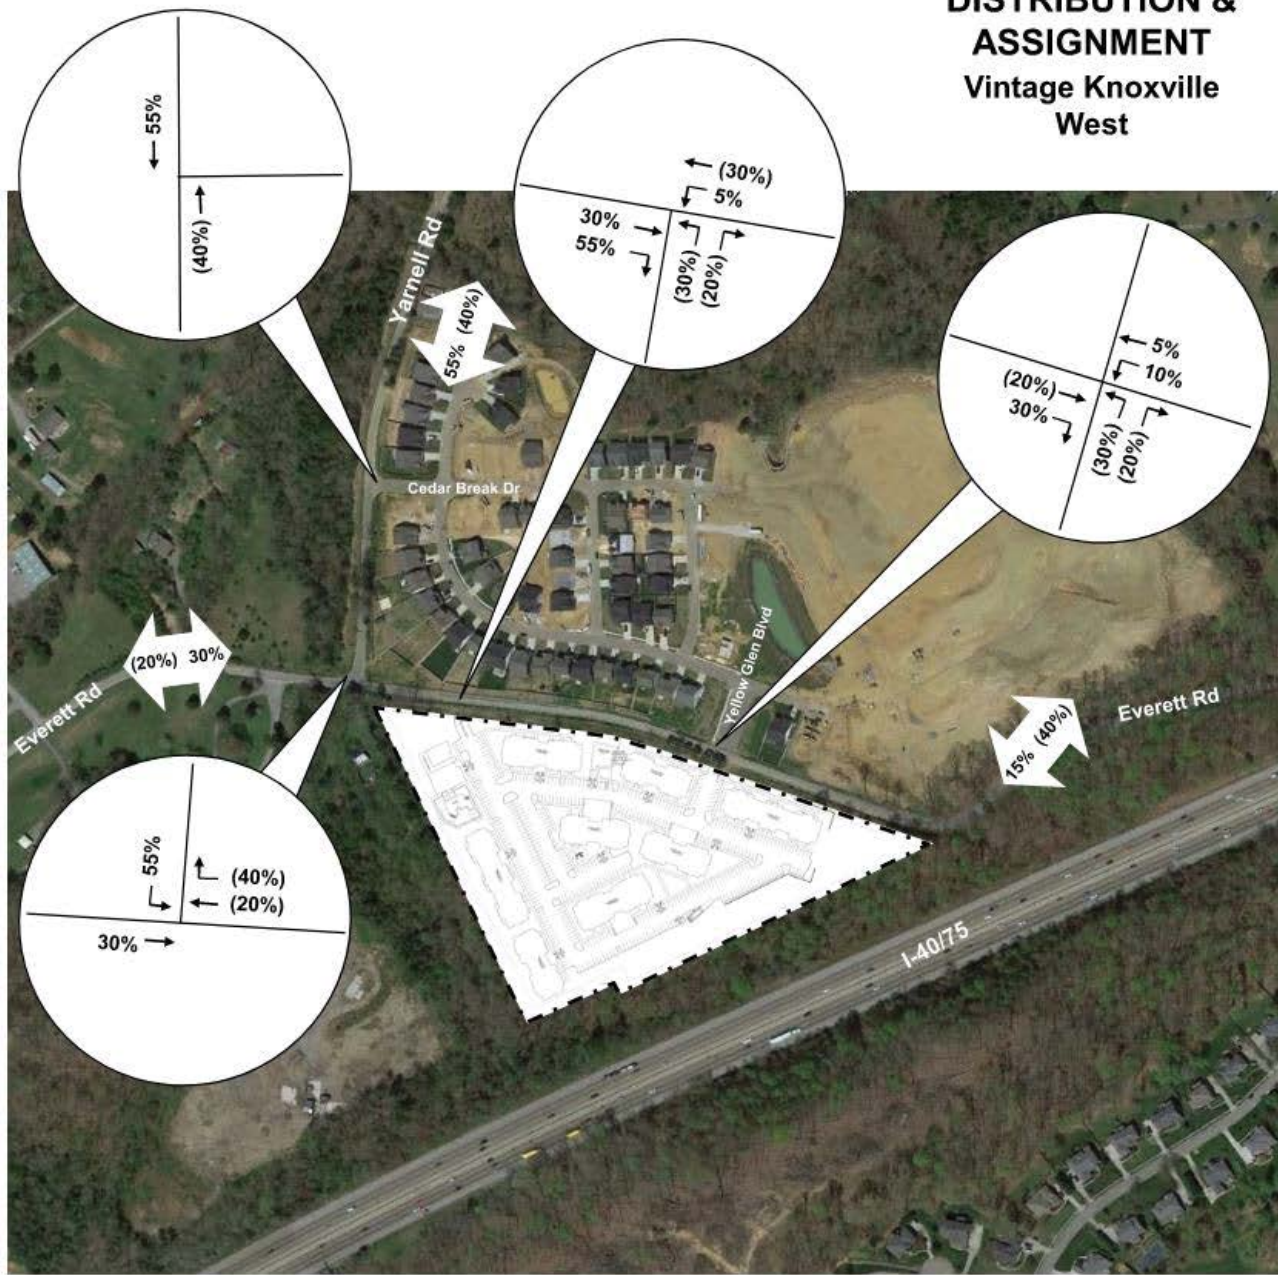 DISTRIBUTION &
ASSIGNMENT
Vintage Knoxville
West
55%
(40%)
(30%)
5%
30%
55%
(30%)
(20%)
5%
10%
(20%)
30%
(30%)
(20%)
Yarnell Rd
55% (40%)
Cedar Break Dr
Yellow Glen Blvd
(20%) 30%
Everett Rd
Everett Rd
15% (40%)
55%
(40%)
(20%)
30%
I-40/75